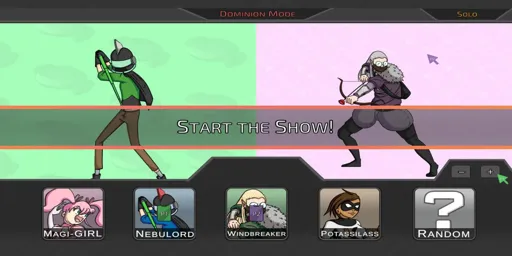 Dominion Mode
Solo
Start the Show!
Magi-Girl
Nebulord
Windbreaker
Potassilass
Random